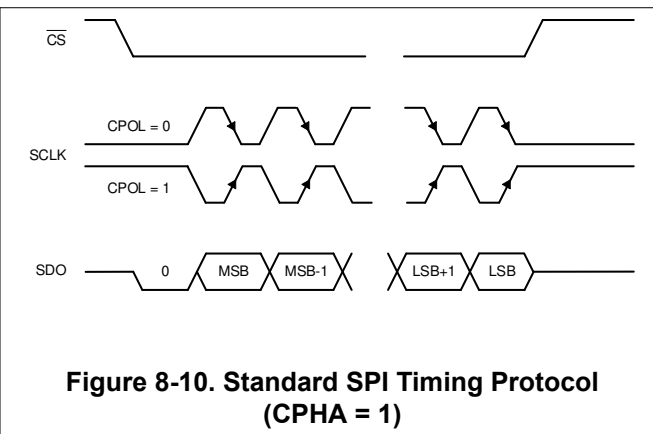 CS
CPOL = 0
SCLK
CPOL = 1
SDO 0 MSB MSB-1 LSB+1 LSB
Figure 8-10. Standard SPI Timing Protocol
(CPHA = 1)